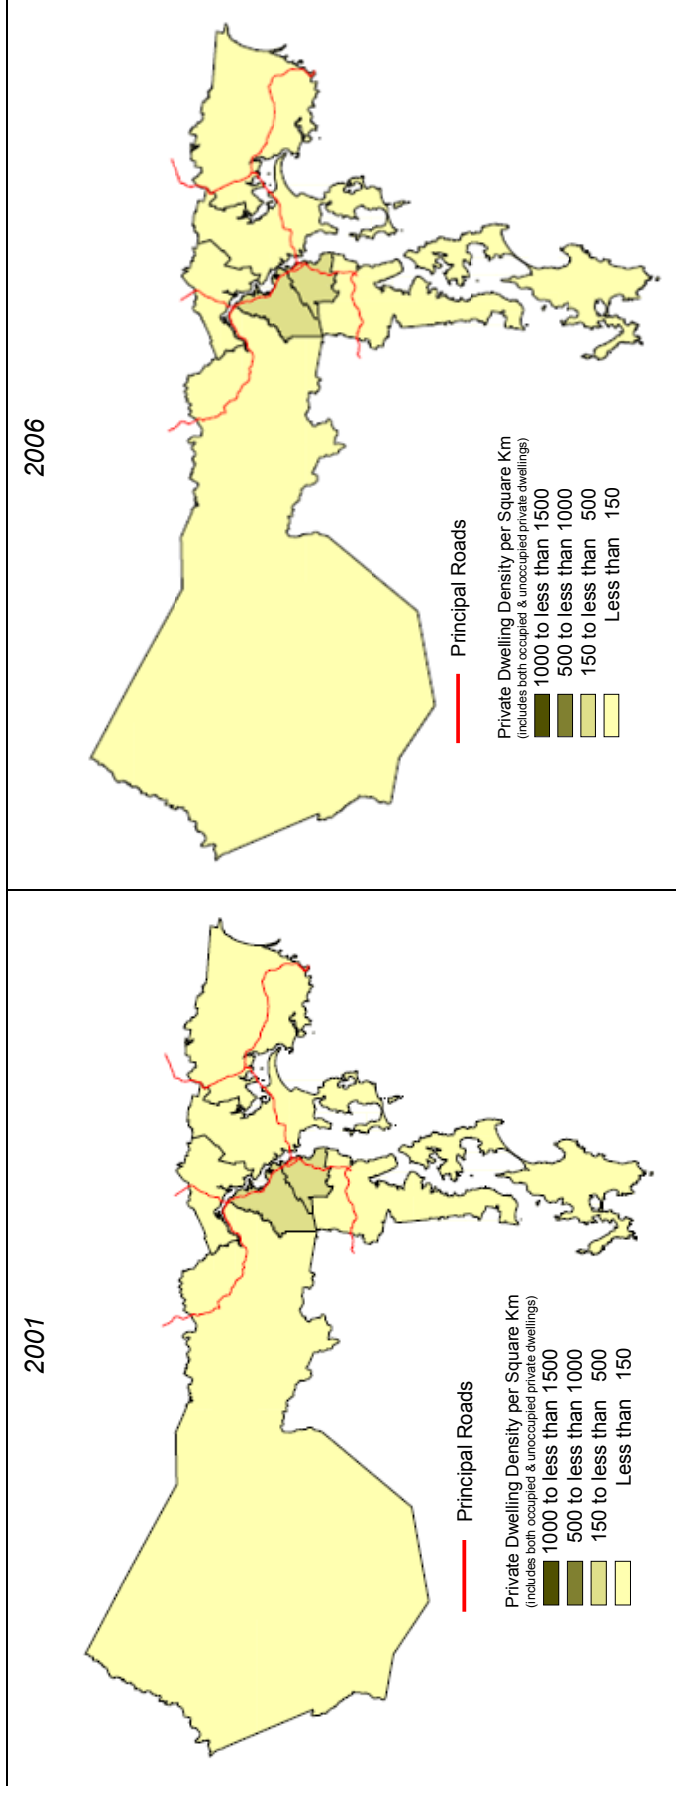 2001
Principal Roads
Private Dwelling Density per Square Km
(includes both occupied & unoccupied private dwellings)
1000 to less than 1500
500 to less than 1000
150 to less than 500
Less than 150
2006
Principal Roads
Private Dwelling Density per Square Km
(includes both occupied & unoccupied private dwellings)
1000 to less than 1500
500 to less than 1000
150 to less than 500
Less than 150